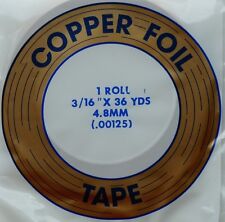 COPPER FOIL
1 ROLL
3/16" X 36 YDS
4.8MM
(.00125)
TAPE